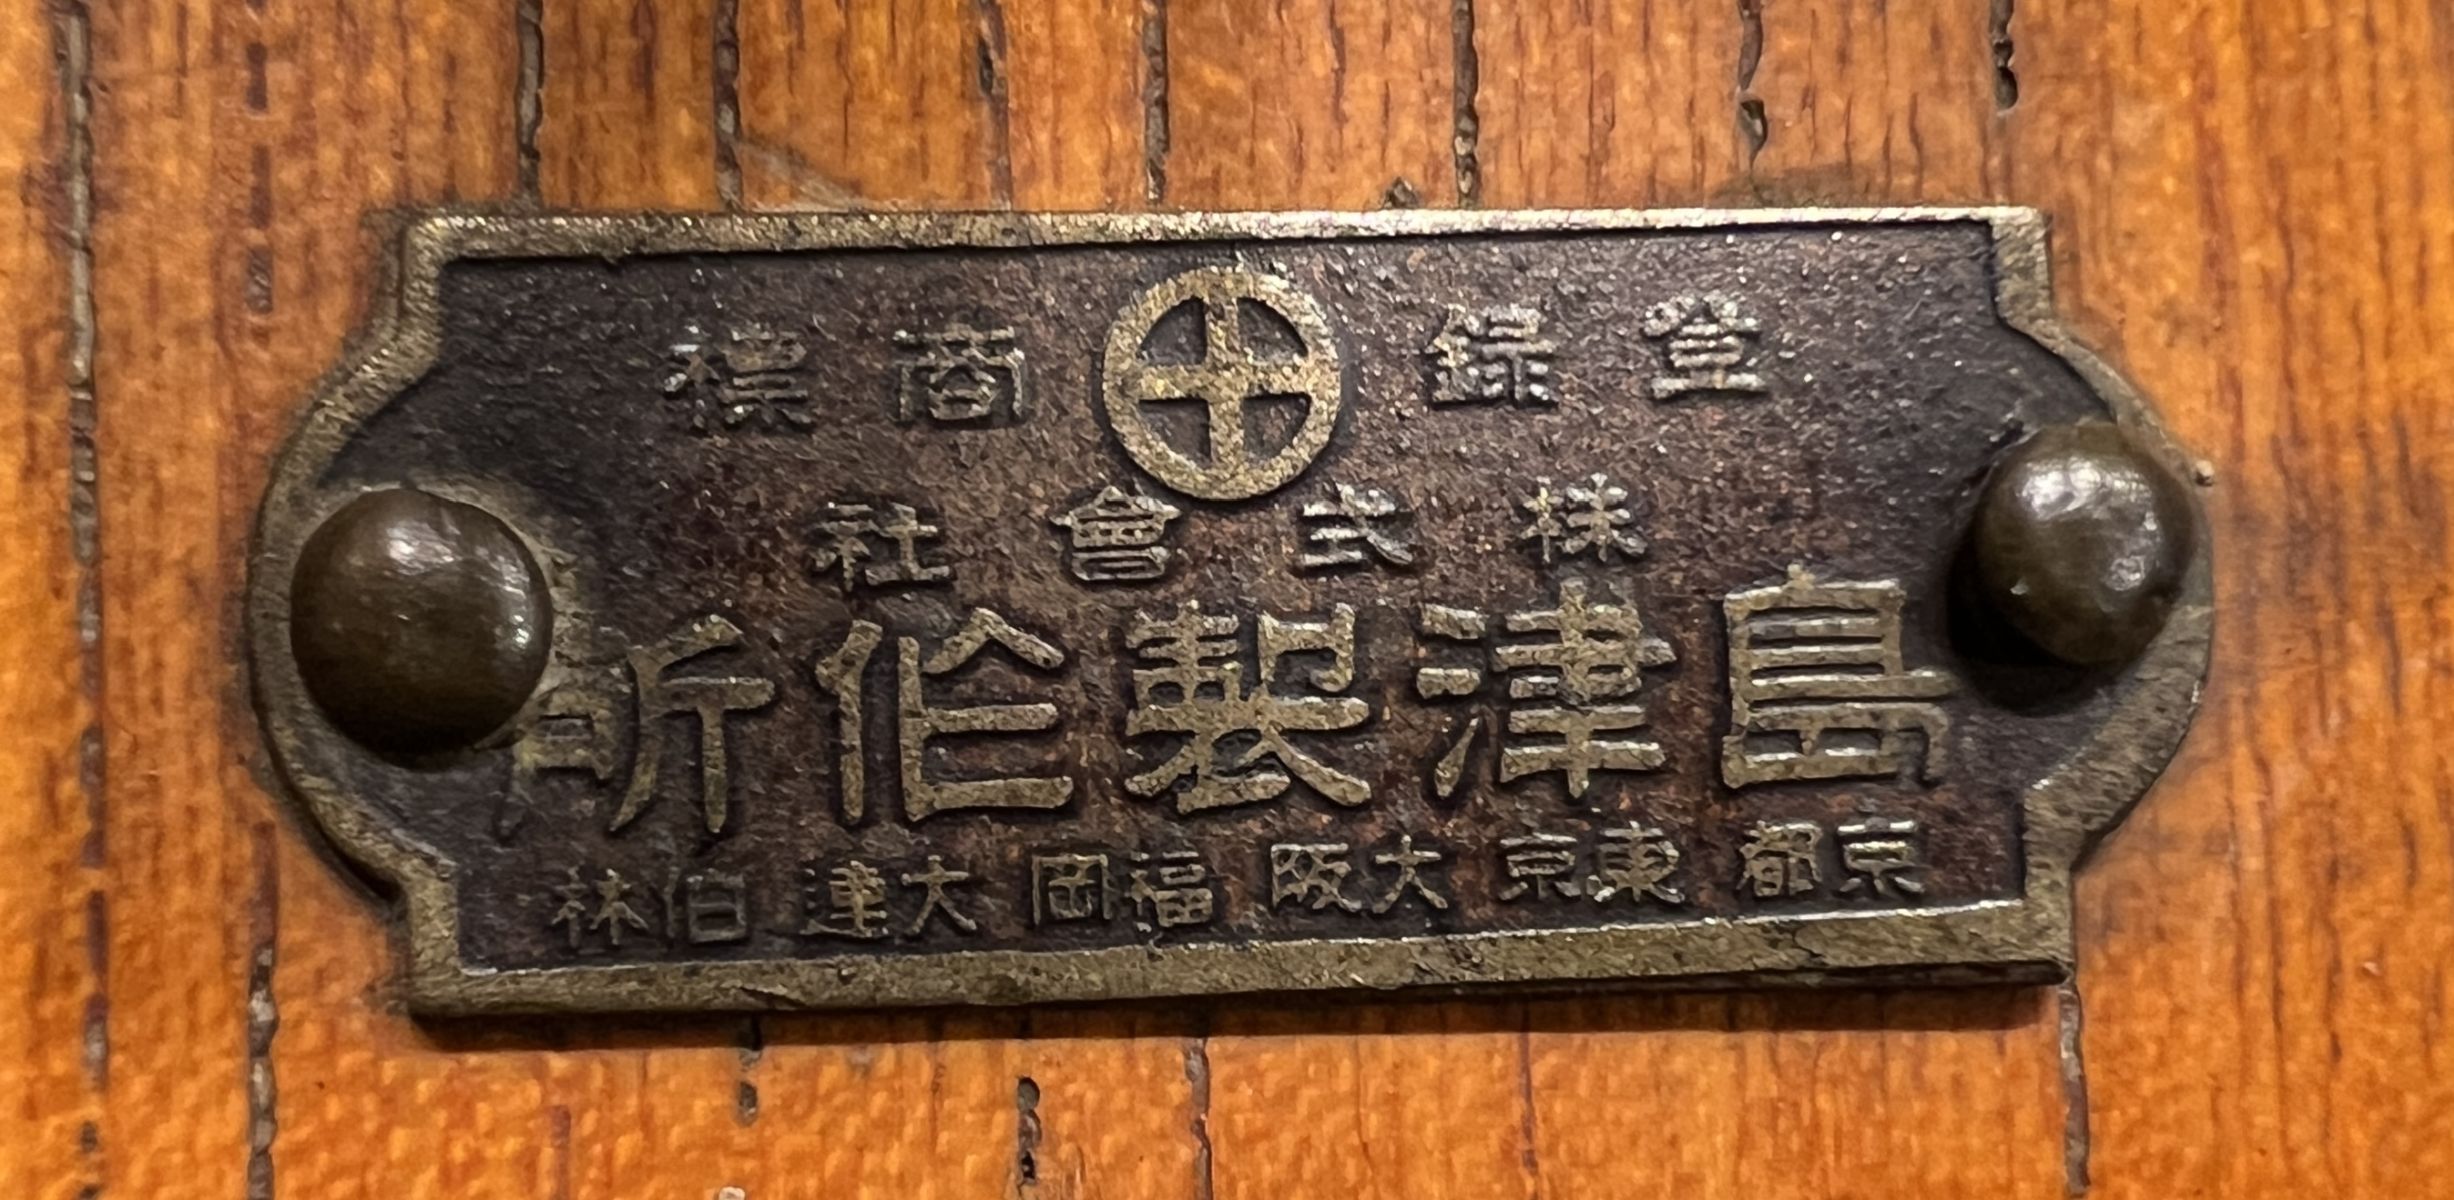 登録商標
株式會社
島津製作所
京都 東京 大阪 福岡 大連 伯林